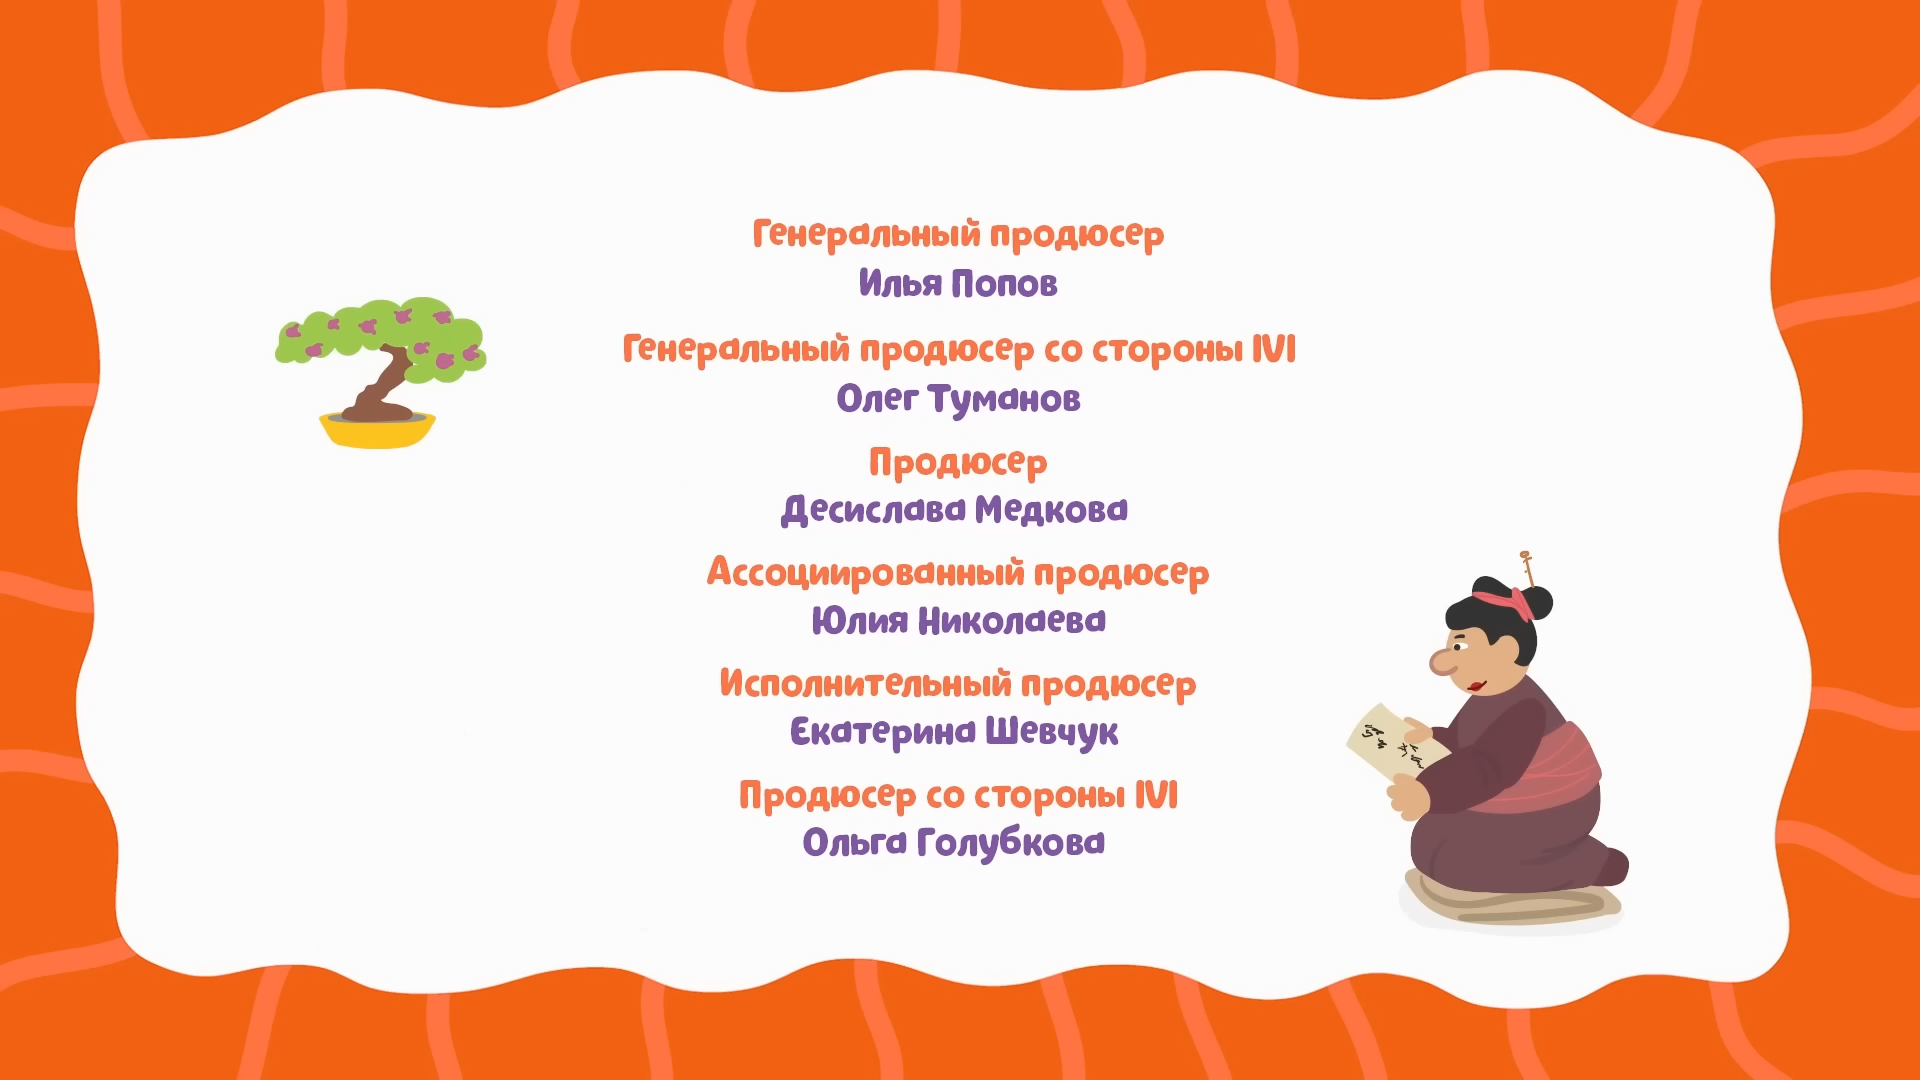 Генеральный продюсер
Илья Попов
Генеральный продюсер со стороны IVI
Олег Туманов
Продюсер
Десислава Медкова
Ассоциированный продюсер
Юлия Николаева
Исполнительный продюсер
Екатерина Шевчук
Продюсер со стороны IVI
Ольга Голубкова